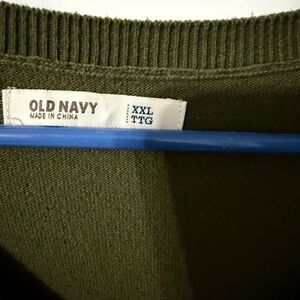 OLD NAVY
MADE IN CHINA
XXL
TTG